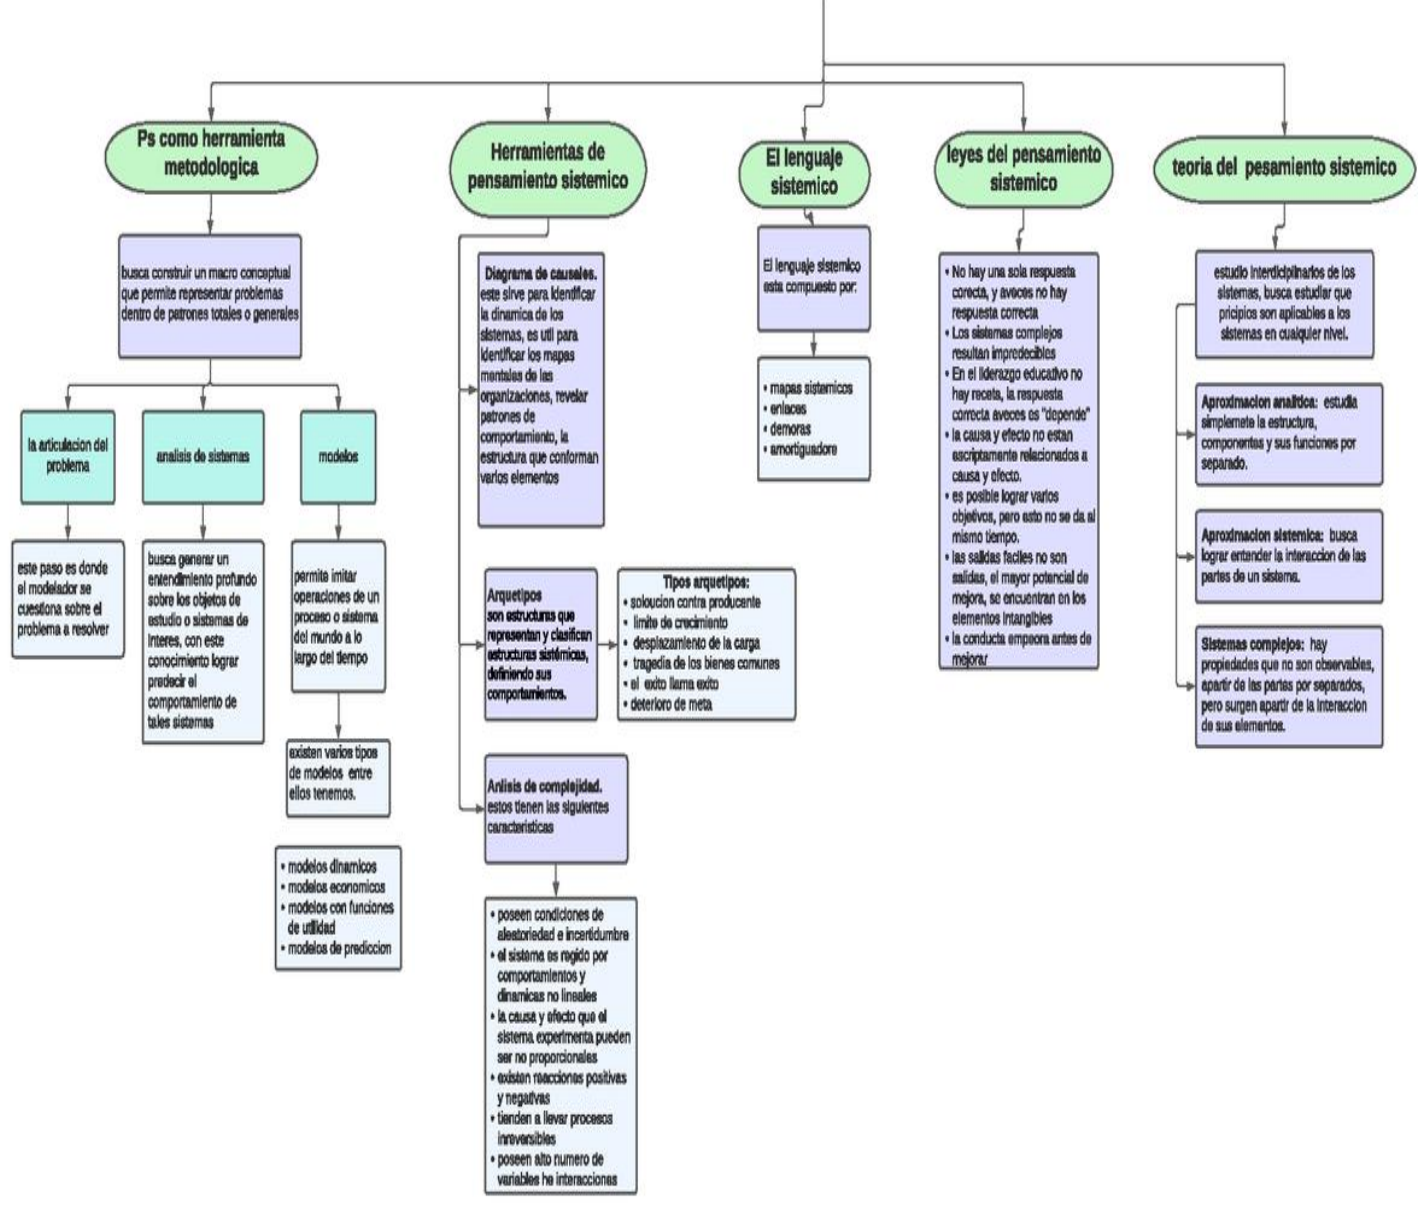 Ps como herramienta
metodologica
busca construir un macro conceptual
que permite representar problemas
dentro de patrones totales o generales
la articulacion del
problema
este paso es donde
el modelador se
cuestiona sobre el
problema a resolver
analisis de sistemas
busca generar un
entendimiento profundo
sobre los objetos de
estudio o sistemas de
interes, con este
conocimiento lograr
predecir el
comportamiento de
tales sistemas
modelos
permite imitar
operaciones de un
proceso o sistema
del mundo a lo
largo del tiempo
existen varios tipos
de modelos entre
ellos tenemos.
• modelos dinamicos
• modelos economicos
• modelos con funciones
de utilidad
• modelos de prediccion
Herramientas de
pensamiento sistemico
Diagrama de causales.
este sirve para identificar
la dinamica de los
sistemas, es util para
identificar los mapas
mentales de las
organizaciones, revelar
patrones de
comportamiento, la
estructura que conforman
varios elementos
Arquetipos
son estructuras que
representan y clasifican
estructuras sistémicas,
definiendo sus
comportamientos.
Tipos arquetipos:
• soloucion contra producente
• limite de crecimiento
• desplazamiento de la carga
• tragedia de los bienes comunes
• el exito llama exito
• deterioro de meta
Anlisis de complejidad.
estos tienen las siguientes
caracteristicas
• poseen condiciones de
aleatoriedad e incertidumbre
• el sistema es regido por
comportamientos y
dinamicas no lineales
• la causa y efecto que el
sistema experimenta pueden
ser no proporcionales
• existen reacciones positivas
y negativas
• tienden a llevar procesos
irreversibles
• poseen alto numero de
variables he interacciones
El lenguaje
sistemico
El lenguaje sistemico
esta compuesto por:
• mapas sistemicos
• enlaces
• demoras
• amortiguadore
leyes del pensamiento
sistemico
• No hay una sola respuesta
corecta, y aveces no hay
respuesta correcta
• Los sistemas complejos
resultan impredecibles
• En el liderazgo educativo no
hay receta, la respuesta
correcta aveces es "depende"
• la causa y efecto no estan
escriptamente relacionados a
causa y efecto.
• es posible lograr varios
objetivos, pero esto no se da al
mismo tiempo.
• las salidas faciles no son
salidas, el mayor potencial de
mejora, se encuentran en los
elementos intangibles
• la conducta empeora antes de
mejorar
teoria del pesamiento sistemico
estudio interdiciplinarios de los
sistemas, busca estudiar que
pricipios son aplicables a los
sistemas en cualquier nivel.
Aproximacion analitica: estudia
simplemete la estructura,
componentes y sus funciones por
separado.
Aproximacion sistemica: busca
lograr entender la interaccion de las
partes de un sistema.
Sistemas complejos: hay
propiedades que no son observables,
apartir de las partes por separados,
pero surgen apartir de la interaccion
de sus elementos.